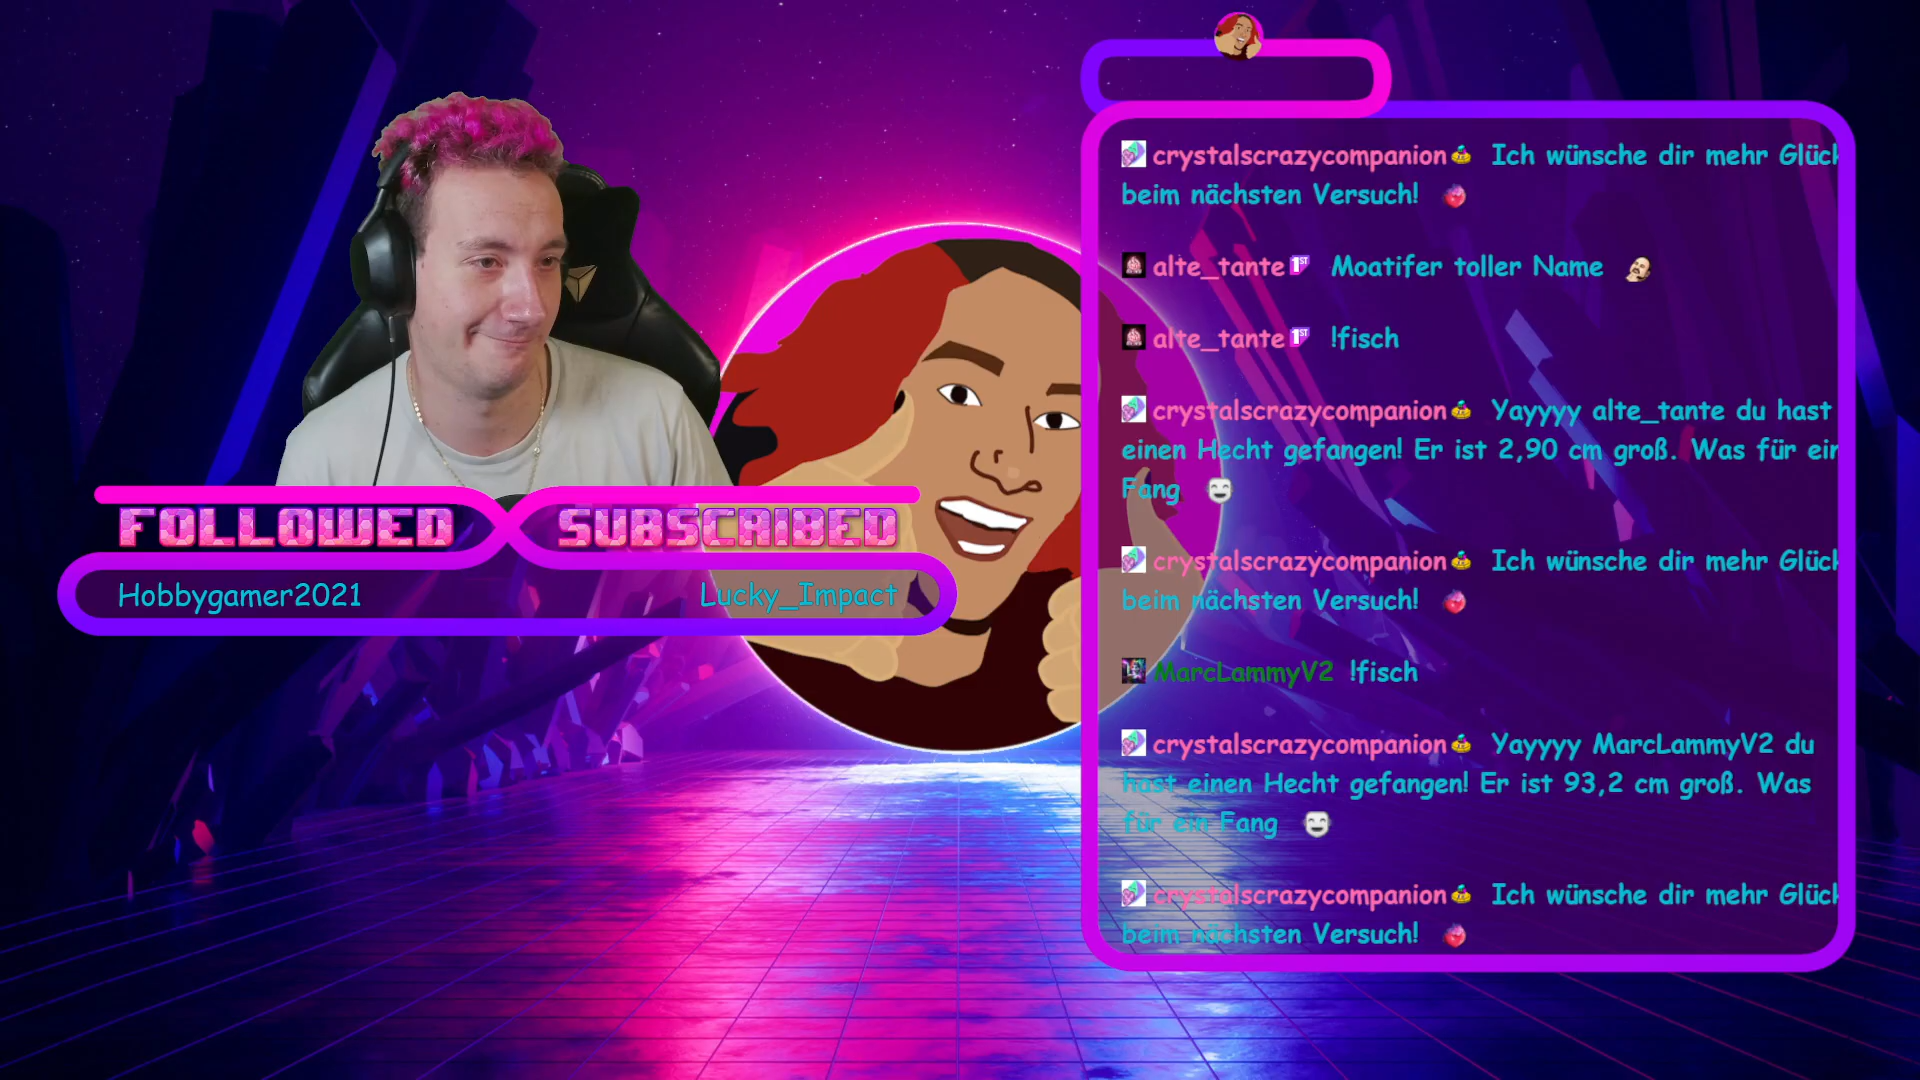 crystalscrazycompanion Ich wünsche dir mehr Glück
beim nächsten Versuch!
alte_tante 1ST Moatifer toller Name
alte_tante 1ST !fisch
crystalscrazycompanion Yayyyy alte_tante du hast
einen Hecht gefangen! Er ist 2,90 cm groß. Was für ein
Fang
crystalscrazycompanion Ich wünsche dir mehr Glück
beim nächsten Versuch!
MarcLammyV2 !fisch
crystalscrazycompanion Yayyyy MarcLammyV2 du
hast einen Hecht gefangen! Er ist 93,2 cm groß. Was
für ein Fang
crystalscrazycompanion Ich wünsche dir mehr Glück
beim nächsten Versuch!
FOLLOWED SUBSCRIBED
Hobbygamer2021 Lucky_Impact